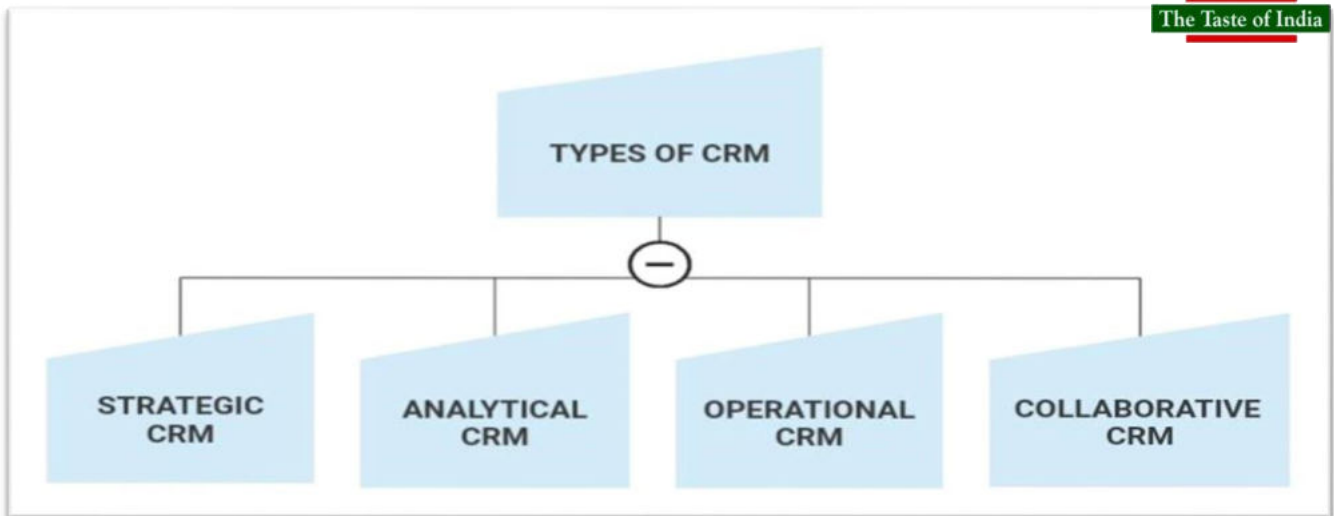 The Taste of India
TYPES OF CRM
STRATEGIC
CRM
ANALYTICAL
CRM
OPERATIONAL
CRM
COLLABORATIVE
CRM